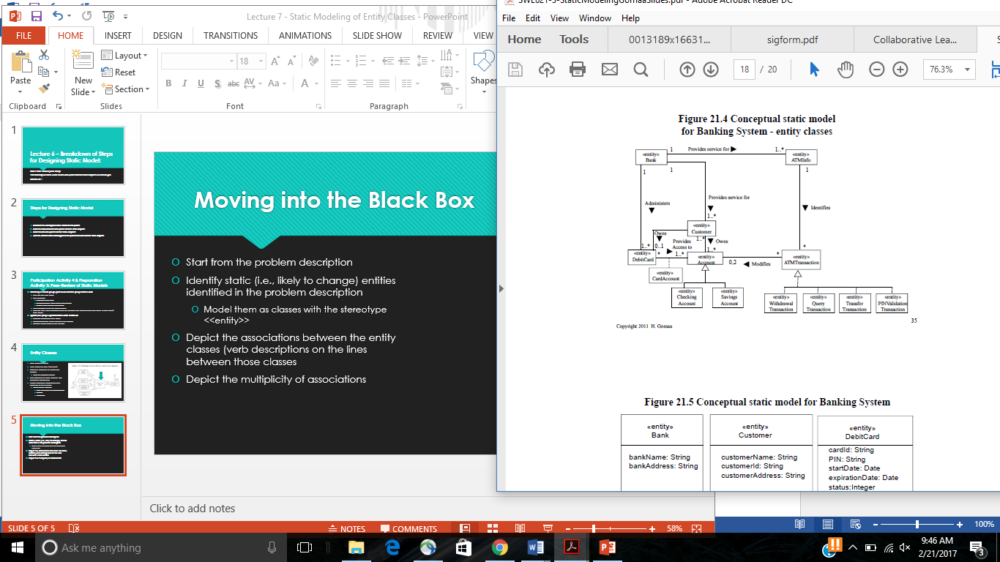 Lecture 7 - Static Modeling of Entity Classes - PowerPoint
FILE
HOME
INSERT
DESIGN
TRANSITIONS
ANIMATIONS
SLIDE SHOW
REVIEW
VIEW
Paste
New
Slide
Layout
Reset
Section
18
B I U S abc AV Aa A
Shapes
Clipboard
Slides
Font
Paragraph
1
Lecture 6 – Breakdown of Steps
for Designing Static Model:
2
Steps for Designing Static Model
3
Participation Activity 4 & Preparation
Activity 3: Peer-Review of Static Models
4
Entity Classes
5
Moving into the Black Box
Moving into the Black Box
Start from the problem description
Identify static (i.e., likely to change) entities
identified in the problem description
Model them as classes with the stereotype
<<entity>>
Depict the associations between the entity
classes (verb descriptions on the lines
between those classes
Depict the multiplicity of associations
Click to add notes
SLIDE 5 OF 5
NOTES
COMMENTS
58%
SWE621-3-StaticModelingGomaaSlides.pdf - Adobe Acrobat Reader DC
File Edit View Window Help
Home
Tools
0013189x16631...
sigform.pdf
Collaborative Lea...
18 / 20
76.3%
Figure 21.4 Conceptual static model
for Banking System - entity classes
«entity»
Bank
1
Provides service for
1..*
«entity»
ATMInfo
1
1
1
Administers
Provides service for
Identifies
1..*
«entity»
Customer
Owns
1..*
Owns
1..*
0..1
Provides
Access to
«entity»
DebitCard
*
1..*
1..*
«entity»
Account
0,2
Modifies
*
*
«entity»
ATMTransaction
«entity»
CardAccount
«entity»
Checking
Account
«entity»
Savings
Account
«entity»
Withdrawal
Transaction
«entity»
Query
Transaction
«entity»
Transfer
Transaction
«entity»
PINValidation
Transaction
Copyright 2011 H. Gomaa
35
Figure 21.5 Conceptual static model for Banking System
«entity»
Bank
bankName: String
bankAddress: String
«entity»
Customer
customerName: String
customerId: String
customerAddress: String
«entity»
DebitCard
cardId: String
PIN: String
startDate: Date
expirationDate: Date
status:Integer
100%
Ask me anything
9:46 AM
2/21/2017
3